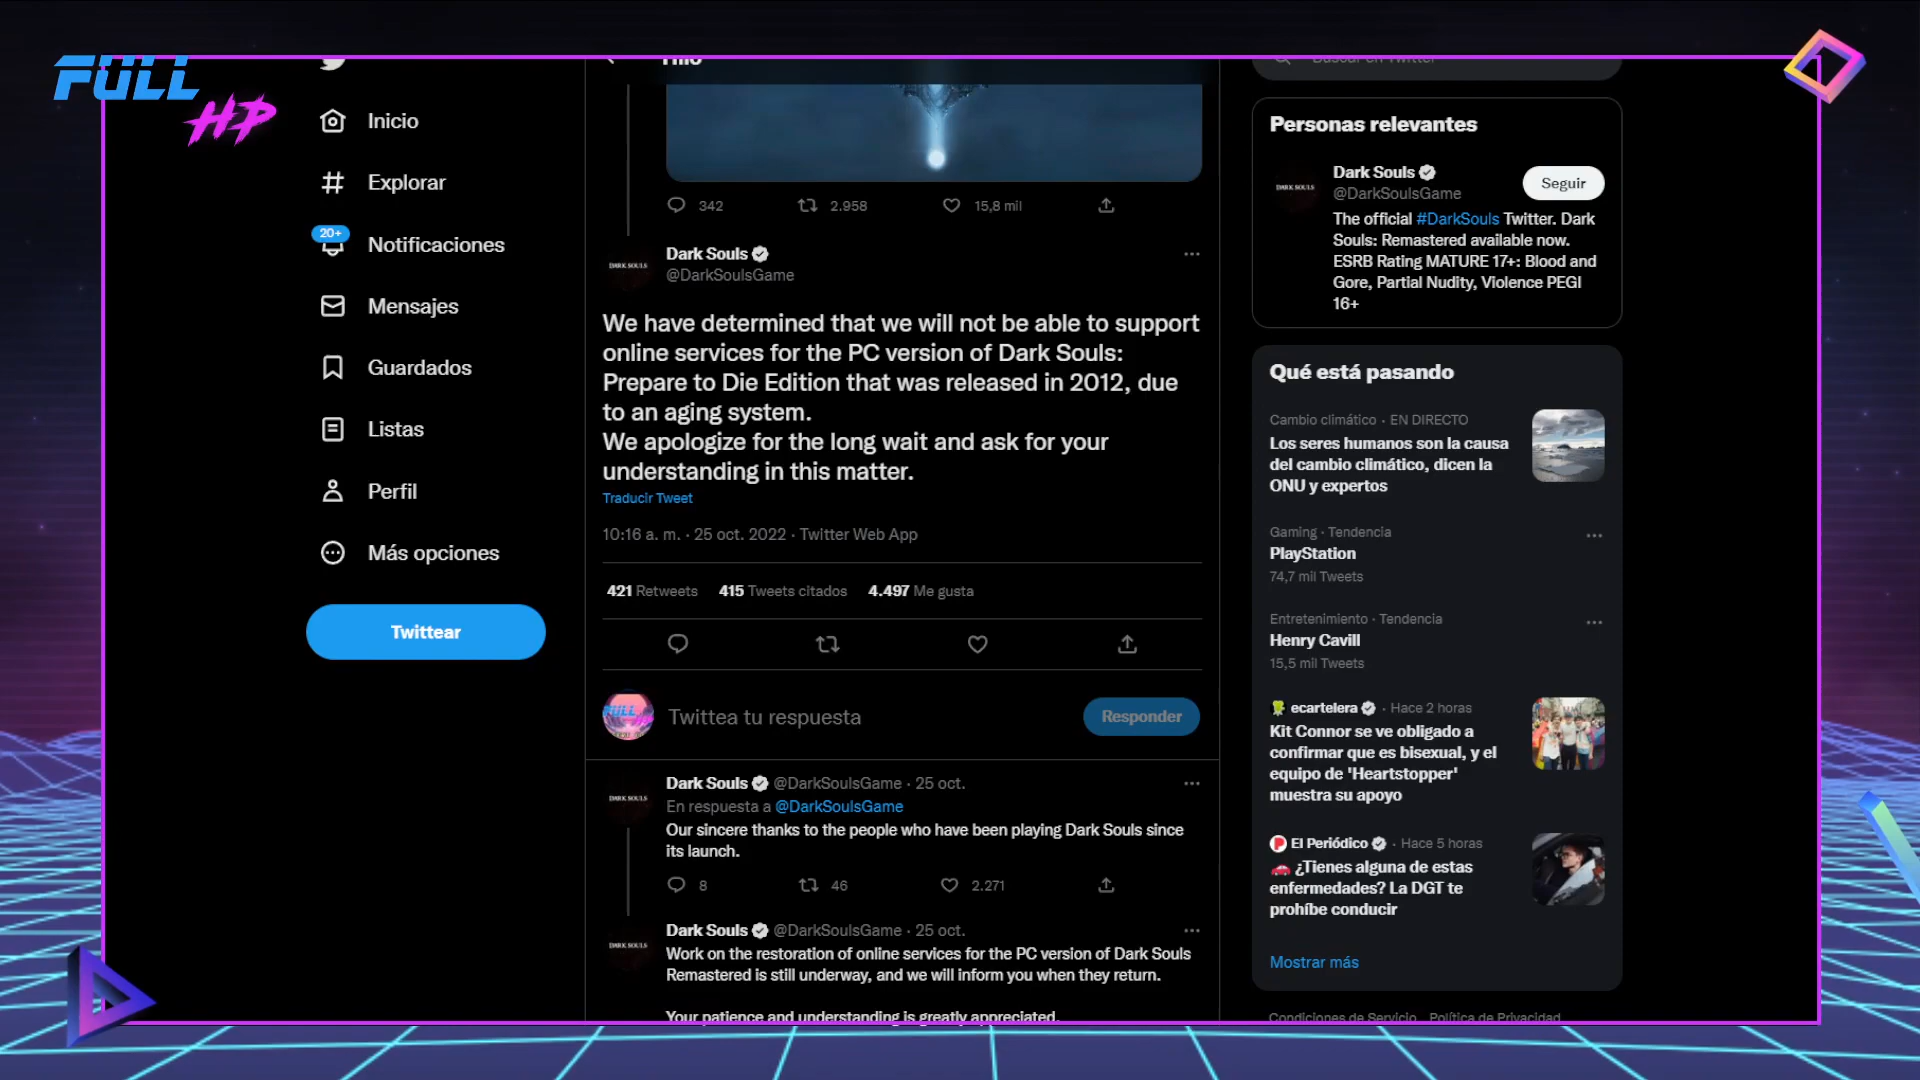 FULL
HP
Inicio
Explorar
20+
Notificaciones
Mensajes
Guardados
Listas
Perfil
Más opciones
Twittear
Hilo
342
2.958
15,8 mil
DARK SOULS
Dark Souls
@DarkSoulsGame
We have determined that we will not be able to support
online services for the PC version of Dark Souls:
Prepare to Die Edition that was released in 2012, due
to an aging system.
We apologize for the long wait and ask for your
understanding in this matter.
Traducir Tweet
10:16 a. m. · 25 oct. 2022 · Twitter Web App
421 Retweets 415 Tweets citados 4.497 Me gusta
FULL HP
Twittea tu respuesta
Responder
DARK SOULS
Dark Souls @DarkSoulsGame · 25 oct.
En respuesta a @DarkSoulsGame
Our sincere thanks to the people who have been playing Dark Souls since
its launch.
8
46
2.271
DARK SOULS
Dark Souls @DarkSoulsGame · 25 oct.
Work on the restoration of online services for the PC version of Dark Souls
Remastered is still underway, and we will inform you when they return.
Your patience and understanding is greatly appreciated.
Buscar en Twitter
Personas relevantes
DARK SOULS
Dark Souls
@DarkSoulsGame
Seguir
The official #DarkSouls Twitter. Dark
Souls: Remastered available now.
ESRB Rating MATURE 17+: Blood and
Gore, Partial Nudity, Violence PEGI
16+
Qué está pasando
Cambio climático · EN DIRECTO
Los seres humanos son la causa
del cambio climático, dicen la
ONU y expertos
Gaming · Tendencia
PlayStation
74,7 mil Tweets
Entretenimiento · Tendencia
Henry Cavill
15,5 mil Tweets
ecartelera · Hace 2 horas
Kit Connor se ve obligado a
confirmar que es bisexual, y el
equipo de 'Heartstopper'
muestra su apoyo
El Periódico · Hace 5 horas
¿Tienes alguna de estas
enfermedades? La DGT te
prohíbe conducir
Mostrar más
Condiciones de Servicio Política de Privacidad